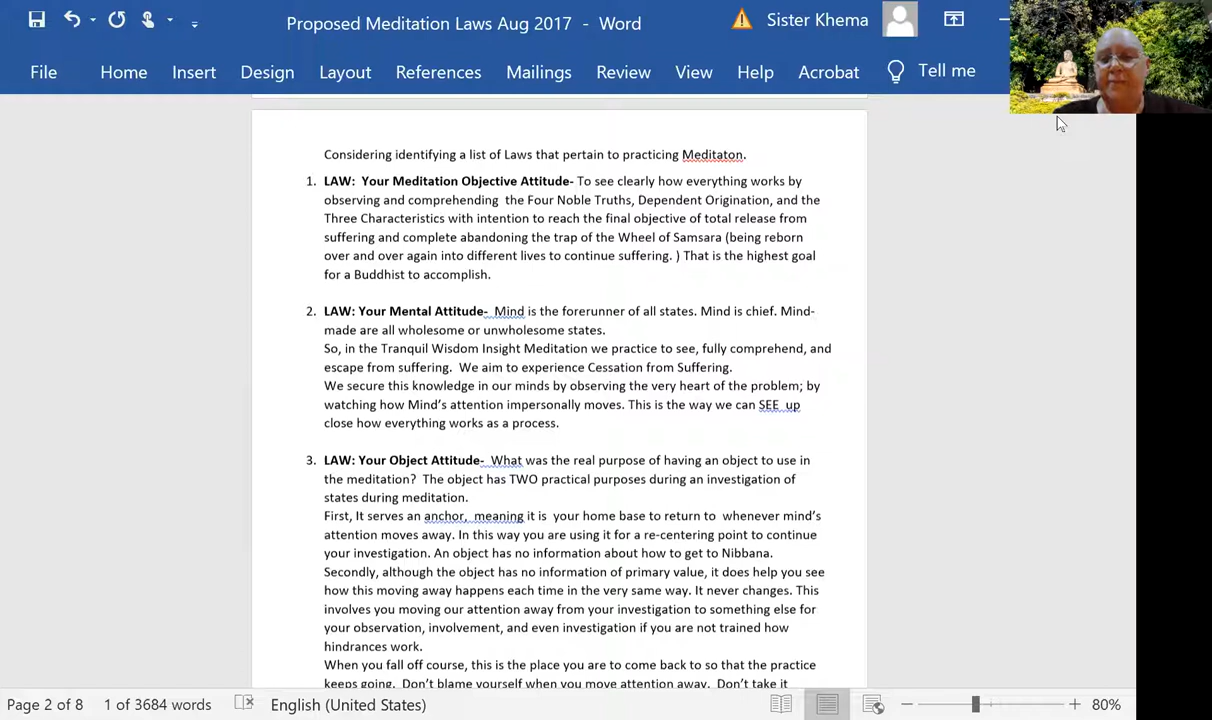 Proposed Meditation Laws Aug 2017 - Word
Sister Khema
File Home Insert Design Layout References Mailings Review View Help Acrobat Tell me
Considering identifying a list of Laws that pertain to practicing Meditaton.
1. LAW: Your Meditation Objective Attitude- To see clearly how everything works by
observing and comprehending the Four Noble Truths, Dependent Origination, and the
Three Characteristics with intention to reach the final objective of total release from
suffering and complete abandoning the trap of the Wheel of Samsara (being reborn
over and over again into different lives to continue suffering. ) That is the highest goal
for a Buddhist to accomplish.
2. LAW: Your Mental Attitude- Mind is the forerunner of all states. Mind is chief. Mind-
made are all wholesome or unwholesome states.
So, in the Tranquil Wisdom Insight Meditation we practice to see, fully comprehend, and
escape from suffering. We aim to experience Cessation from Suffering.
We secure this knowledge in our minds by observing the very heart of the problem; by
watching how Mind's attention impersonally moves. This is the way we can SEE up
close how everything works as a process.
3. LAW: Your Object Attitude- What was the real purpose of having an object to use in
the meditation? The object has TWO practical purposes during an investigation of
states during meditation.
First, It serves an anchor, meaning it is your home base to return to whenever mind's
attention moves away. In this way you are using it for a re-centering point to continue
your investigation. An object has no information about how to get to Nibbana.
Secondly, although the object has no information of primary value, it does help you see
how this moving away happens each time in the very same way. It never changes. This
involves you moving our attention away from your investigation to something else for
your observation, involvement, and even investigation if you are not trained how
hindrances work.
When you fall off course, this is the place you are to come back to so that the practice
keeps going. Don't blame yourself when you move attention away. Don't take it
Page 2 of 8 1 of 3684 words English (United States) 80%